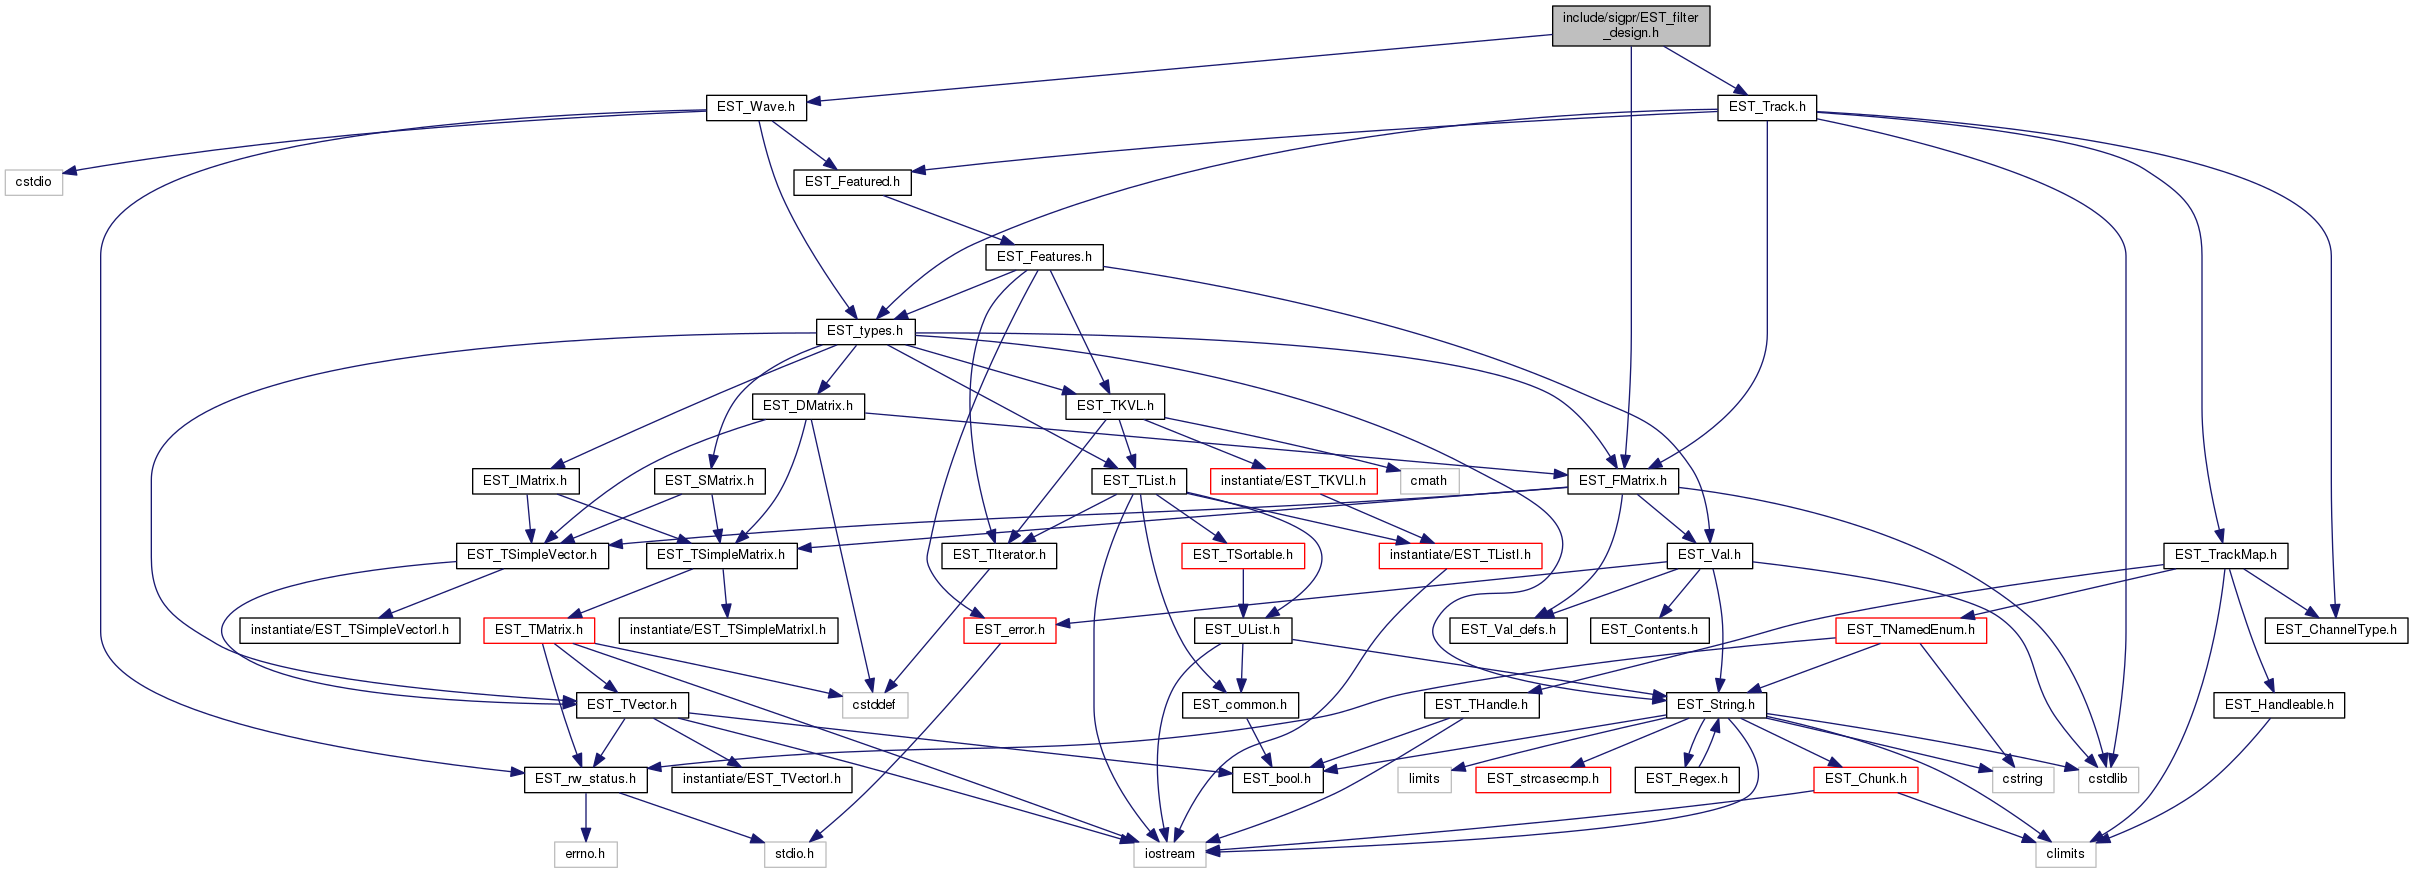 include/sigpr/EST_filter
_design.h
EST_Wave.h
EST_Track.h
cstdio
EST_Featured.h
EST_Features.h
EST_types.h
EST_DMatrix.h
EST_TKVL.h
EST_IMatrix.h
EST_SMatrix.h
EST_TList.h
instantiate/EST_TKVLI.h
cmath
EST_FMatrix.h
EST_TSimpleVector.h
EST_TSimpleMatrix.h
EST_TIterator.h
EST_TSortable.h
instantiate/EST_TListI.h
EST_Val.h
EST_TrackMap.h
instantiate/EST_TSimpleVectorI.h
EST_TMatrix.h
instantiate/EST_TSimpleMatrixI.h
EST_error.h
EST_UList.h
EST_Val_defs.h
EST_Contents.h
EST_TNamedEnum.h
EST_ChannelType.h
EST_TVector.h
cstddef
EST_common.h
EST_THandle.h
EST_String.h
EST_Handleable.h
EST_rw_status.h
instantiate/EST_TVectorI.h
EST_bool.h
limits
EST_strcasecmp.h
EST_Regex.h
EST_Chunk.h
cstring
cstdlib
errno.h
stdio.h
iostream
climits